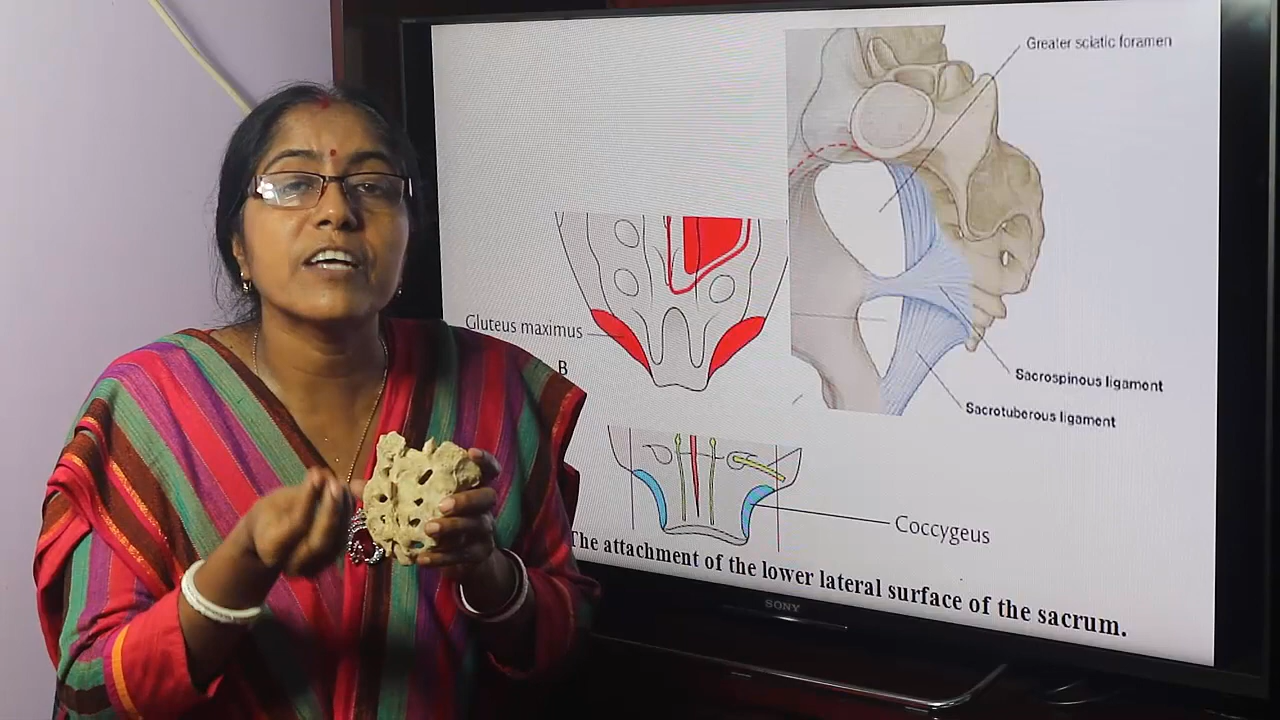 Greater sciatic foramen
Gluteus maximus
B
Sacrospinous ligament
Sacrotuberous ligament
Coccygeus
The attachment of the lower lateral surface of the sacrum.
SONY